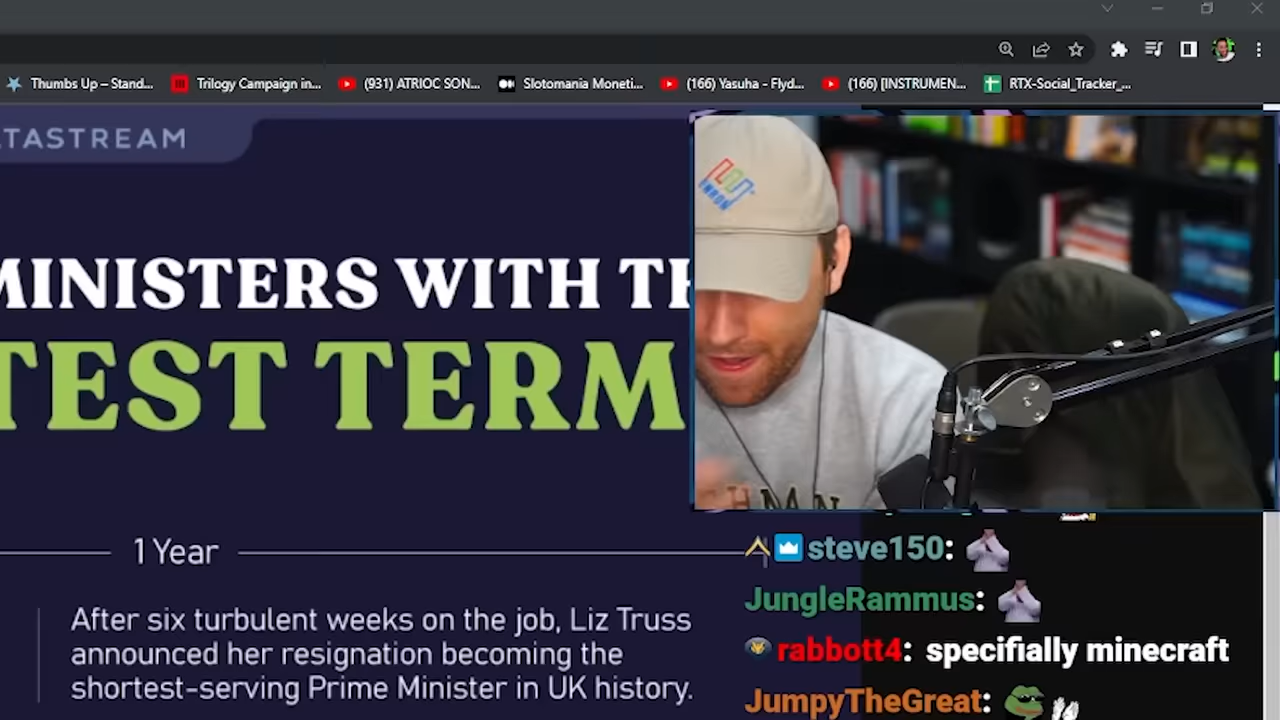 Thumbs Up – Stand... Trilogy Campaign in... (931) ATRIOC SON... Slotomania Moneti... (166) Yasuha - Flyd... (166) [INSTRUMEN... RTX-Social_Tracker_...
TASTREAM
MINISTERS WITH TH
TEST TERM
ENRON
1 Year
After six turbulent weeks on the job, Liz Truss
announced her resignation becoming the
shortest-serving Prime Minister in UK history.
steve150:
JungleRammus:
rabbott4: specifially minecraft
JumpyTheGreat: